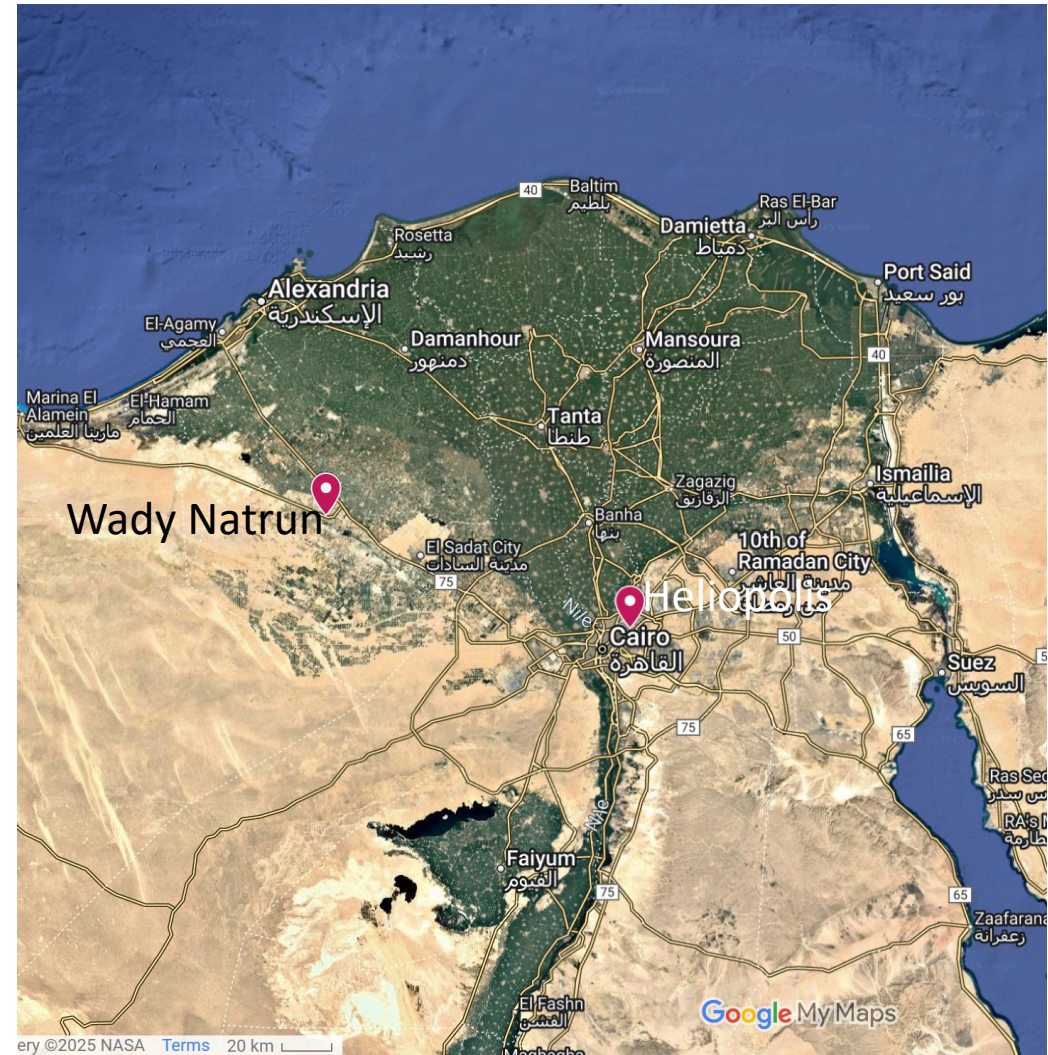 40
Baltim
بلطيم
Ras El-Bar
رأس البر
Damietta
دمياط
Rosetta
رشيد
Port Said
بور سعيد
Alexandria
الإسكندرية
El-Agamy
العجمي
Damanhour
دمنهور
Mansoura
المنصورة
40
Marina El
Alamein
مارينا العلمين
El-Hamam
الحمام
Tanta
طنطا
Ismailia
الإسماعيلية
Zagazig
الزقازيق
Wady Natrun
Banha
بنها
10th of
Ramadan City
مدينة العاشر
من رمضان
El Sadat City
مدينة السادات
75
Heliopolis
Nile
Cairo
القاهرة
50
Suez
السويس
75
65
Nile
Faiyum
الفيوم
75
65
Zaafarana
زعفرانة
El Fashn
الفشن
Google My Maps
©2025 NASA Terms 20 km